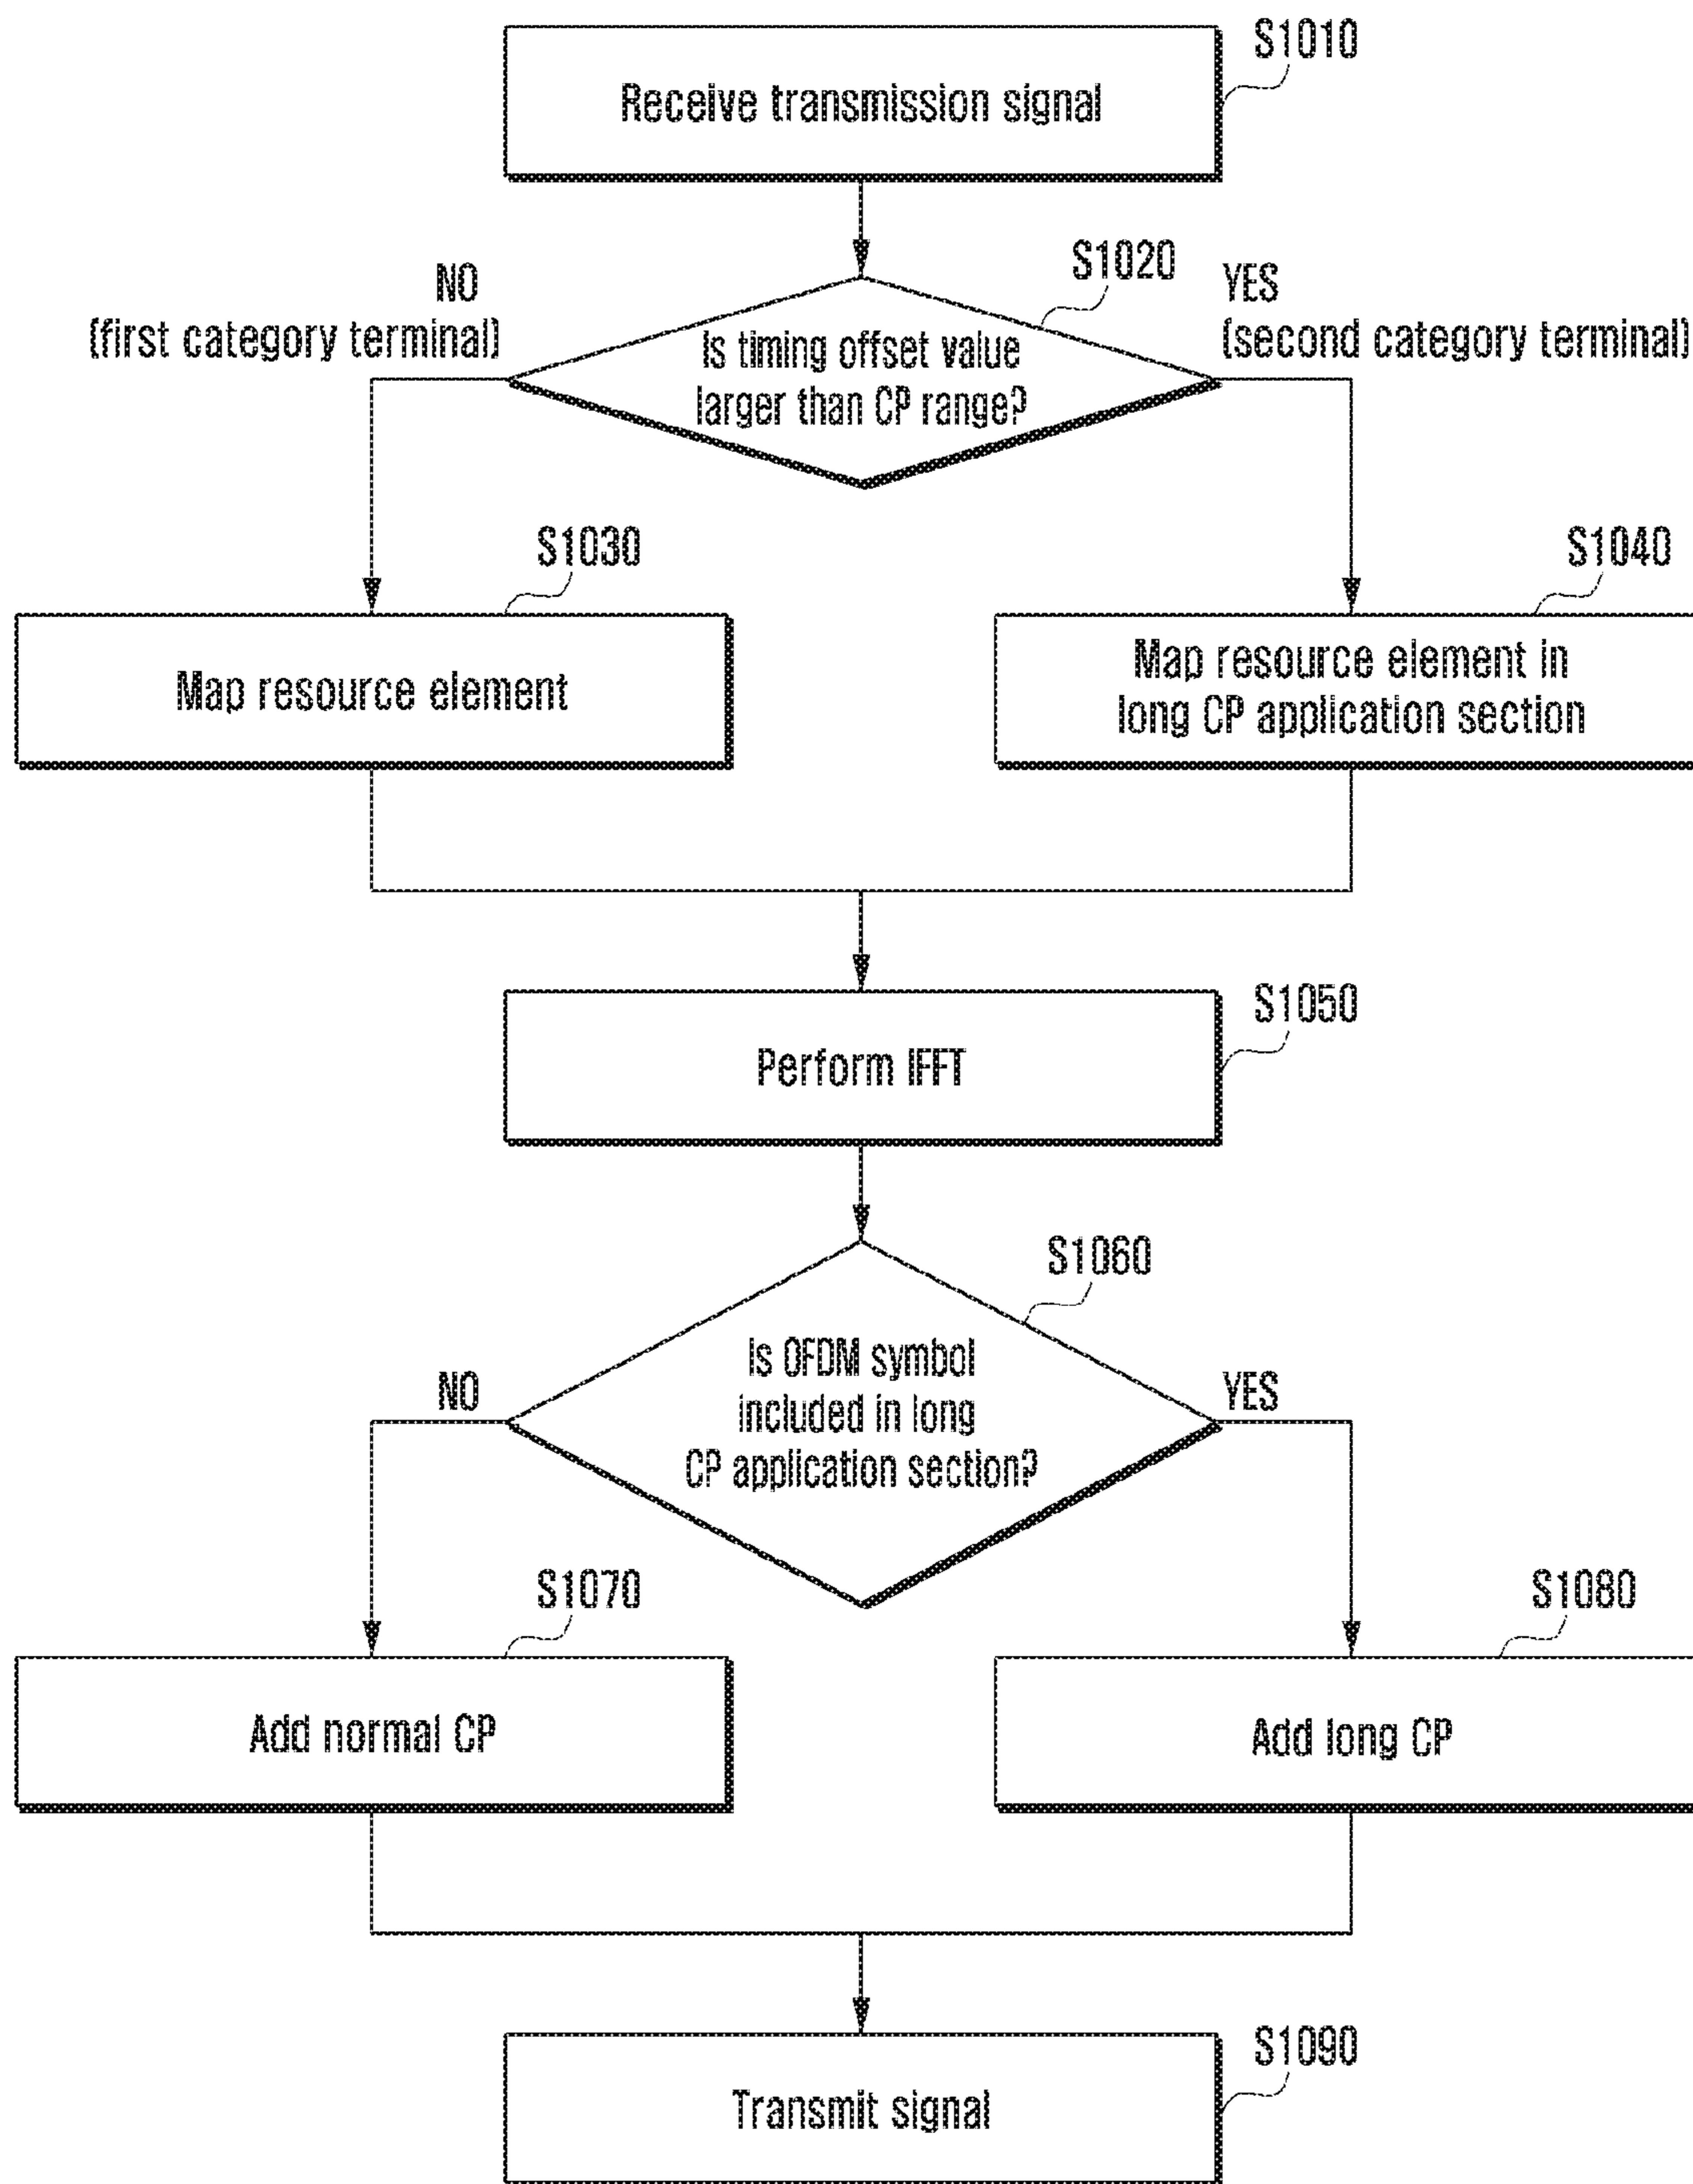 S1010
Receive transmission signal
S1020
NO
(first category terminal)
YES
(second category terminal)
Is timing offset value
larger than CP range?
S1030
S1040
Map resource element
Map resource element in
long CP application section
S1050
Perform IFFT
S1060
NO
YES
Is OFDM symbol
included in long
CP application section?
S1070
S1080
Add normal CP
Add long CP
S1090
Transmit signal